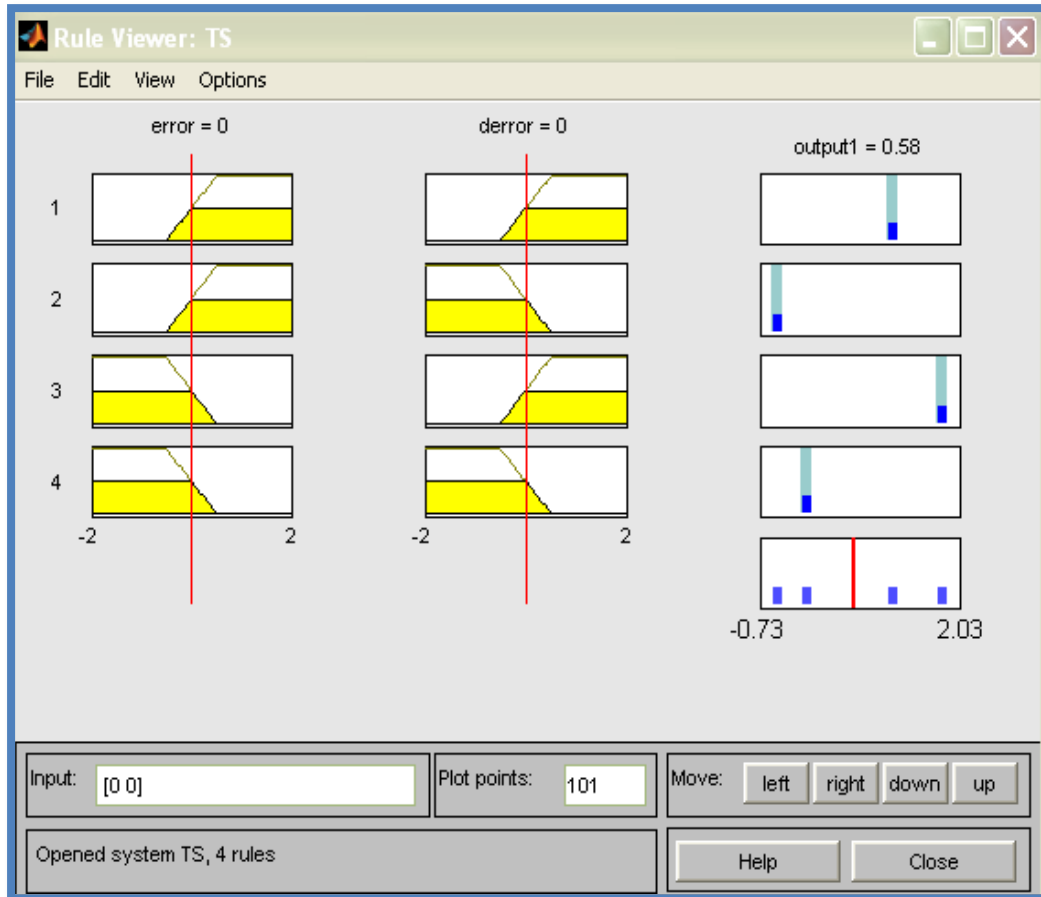 Rule Viewer: TS
File Edit View Options
error = 0
derror = 0
output1 = 0.58
1
2
3
4
-2
2
-2
2
-0.73
2.03
Input:
[0 0]
Plot points:
101
Move:
left
right
down
up
Opened system TS, 4 rules
Help
Close